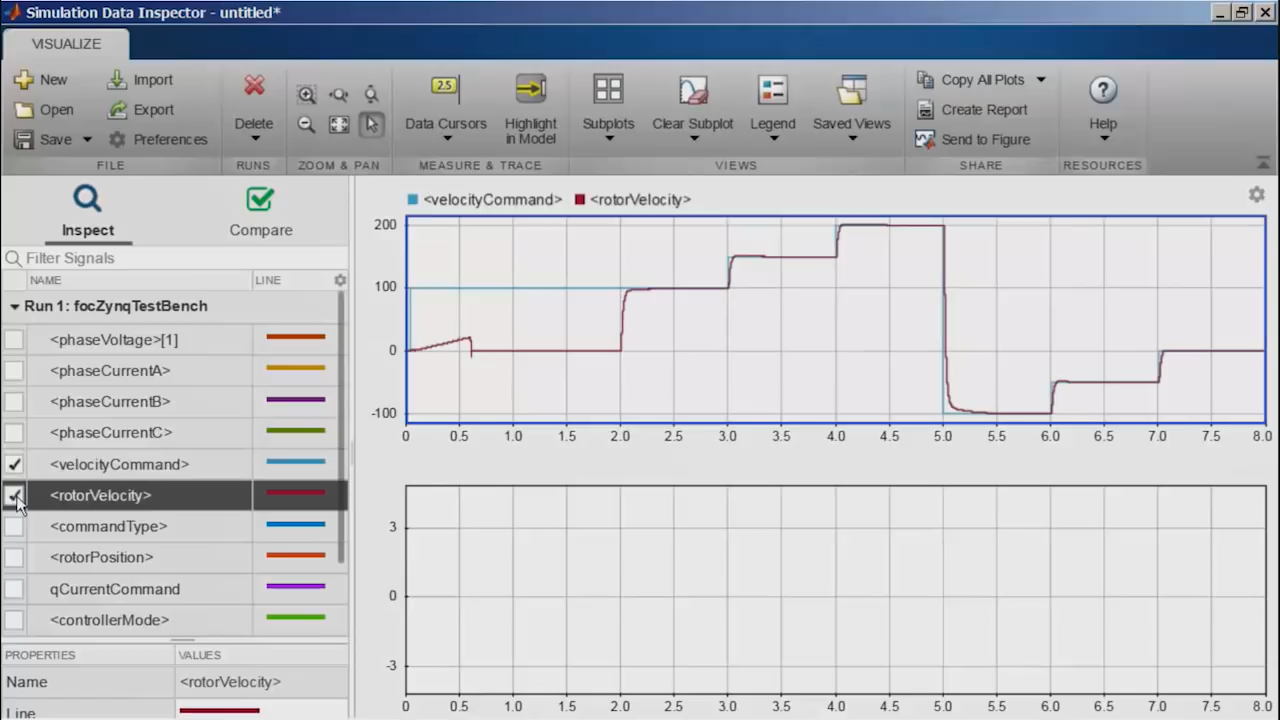 Simulation Data Inspector - untitled*
VISUALIZE
New Import
Open Export
Save Preferences
FILE
Delete
RUNS
ZOOM & PAN
2.5
Data Cursors
Highlight in Model
MEASURE & TRACE
Subplots
Clear Subplot
Legend
Saved Views
VIEWS
Copy All Plots
Create Report
Send to Figure
SHARE
?
Help
RESOURCES
Inspect
Compare
Filter Signals
NAME LINE
Run 1: focZynqTestBench
<phaseVoltage>[1]
<phaseCurrentA>
<phaseCurrentB>
<phaseCurrentC>
<velocityCommand>
<rotorVelocity>
<commandType>
<rotorPosition>
qCurrentCommand
<controllerMode>
PROPERTIES VALUES
Name <rotorVelocity>
Line
<velocityCommand> <rotorVelocity>
200
100
0
-100
0 0.5 1.0 1.5 2.0 2.5 3.0 3.5 4.0 4.5 5.0 5.5 6.0 6.5 7.0 7.5 8.0
3
0
-3
0 0.5 1.0 1.5 2.0 2.5 3.0 3.5 4.0 4.5 5.0 5.5 6.0 6.5 7.0 7.5 8.0